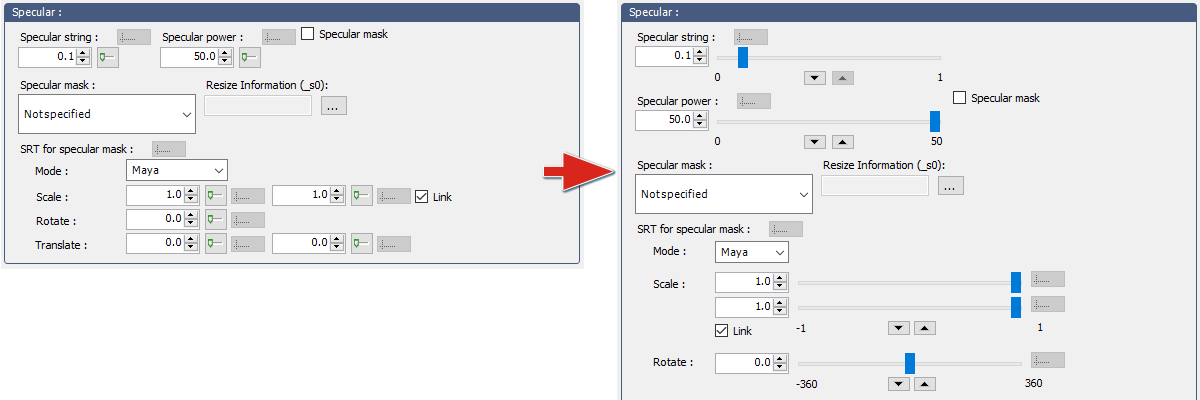 Specular :
Specular string :
Specular power :
Specular mask
0.1
50.0
Specular mask :
Resize Information (_s0):
Notspecified
...
SRT for specular mask :
Mode :
Maya
Scale :
1.0
1.0
Link
Rotate :
0.0
Translate :
0.0
0.0
Specular :
Specular string :
0.1
0
1
Specular power :
Specular mask
50.0
0
50
Specular mask :
Resize Information (_s0):
Notspecified
...
SRT for specular mask :
Mode :
Maya
Scale :
1.0
1.0
Link
-1
1
Rotate :
0.0
-360
360